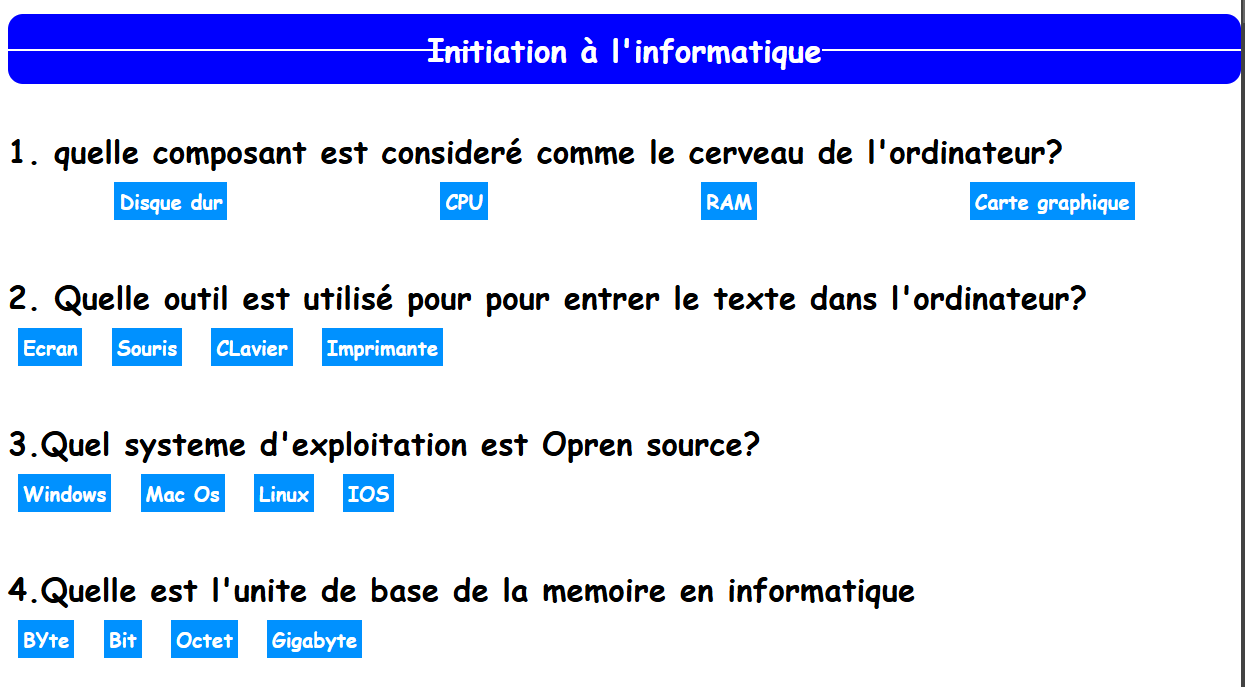 Initiation à l'informatique
1. quelle composant est consideré comme le cerveau de l'ordinateur?
Disque dur CPU RAM Carte graphique
2. Quelle outil est utilisé pour pour entrer le texte dans l'ordinateur?
Ecran Souris CLavier Imprimante
3.Quel systeme d'exploitation est Opren source?
Windows Mac Os Linux IOS
4.Quelle est l'unite de base de la memoire en informatique
BYte Bit Octet Gigabyte